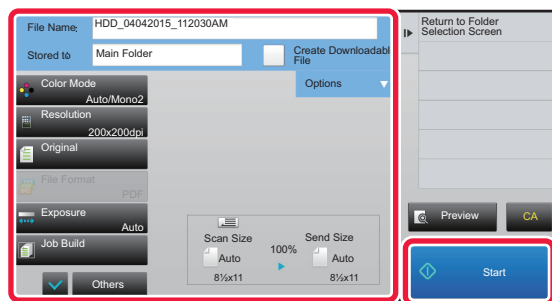 File Name:
HDD_04042015_112030AM
Stored to
Main Folder
Create Downloadabl
File
Options
Color Mode
Auto/Mono2
Resolution
200x200dpi
Original
File Format
PDF
Exposure
Auto
Job Build
Others
Scan Size
100%
Send Size
Auto
Auto
8½x11
8½x11
Return to Folder
Selection Screen
Preview
CA
Start